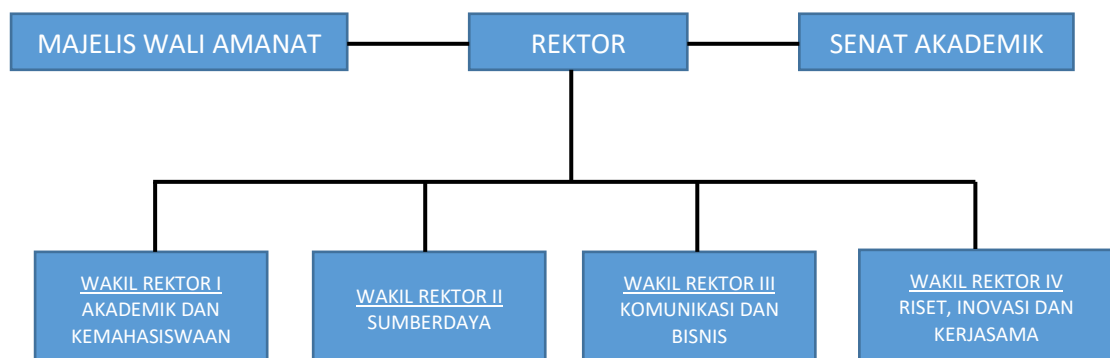 MAJELIS WALI AMANAT
REKTOR
SENAT AKADEMIK
WAKIL REKTOR I
AKADEMIK DAN
KEMAHASISWAAN
WAKIL REKTOR II
SUMBERDAYA
WAKIL REKTOR III
KOMUNIKASI DAN
BISNIS
WAKIL REKTOR IV
RISET, INOVASI DAN
KERJASAMA